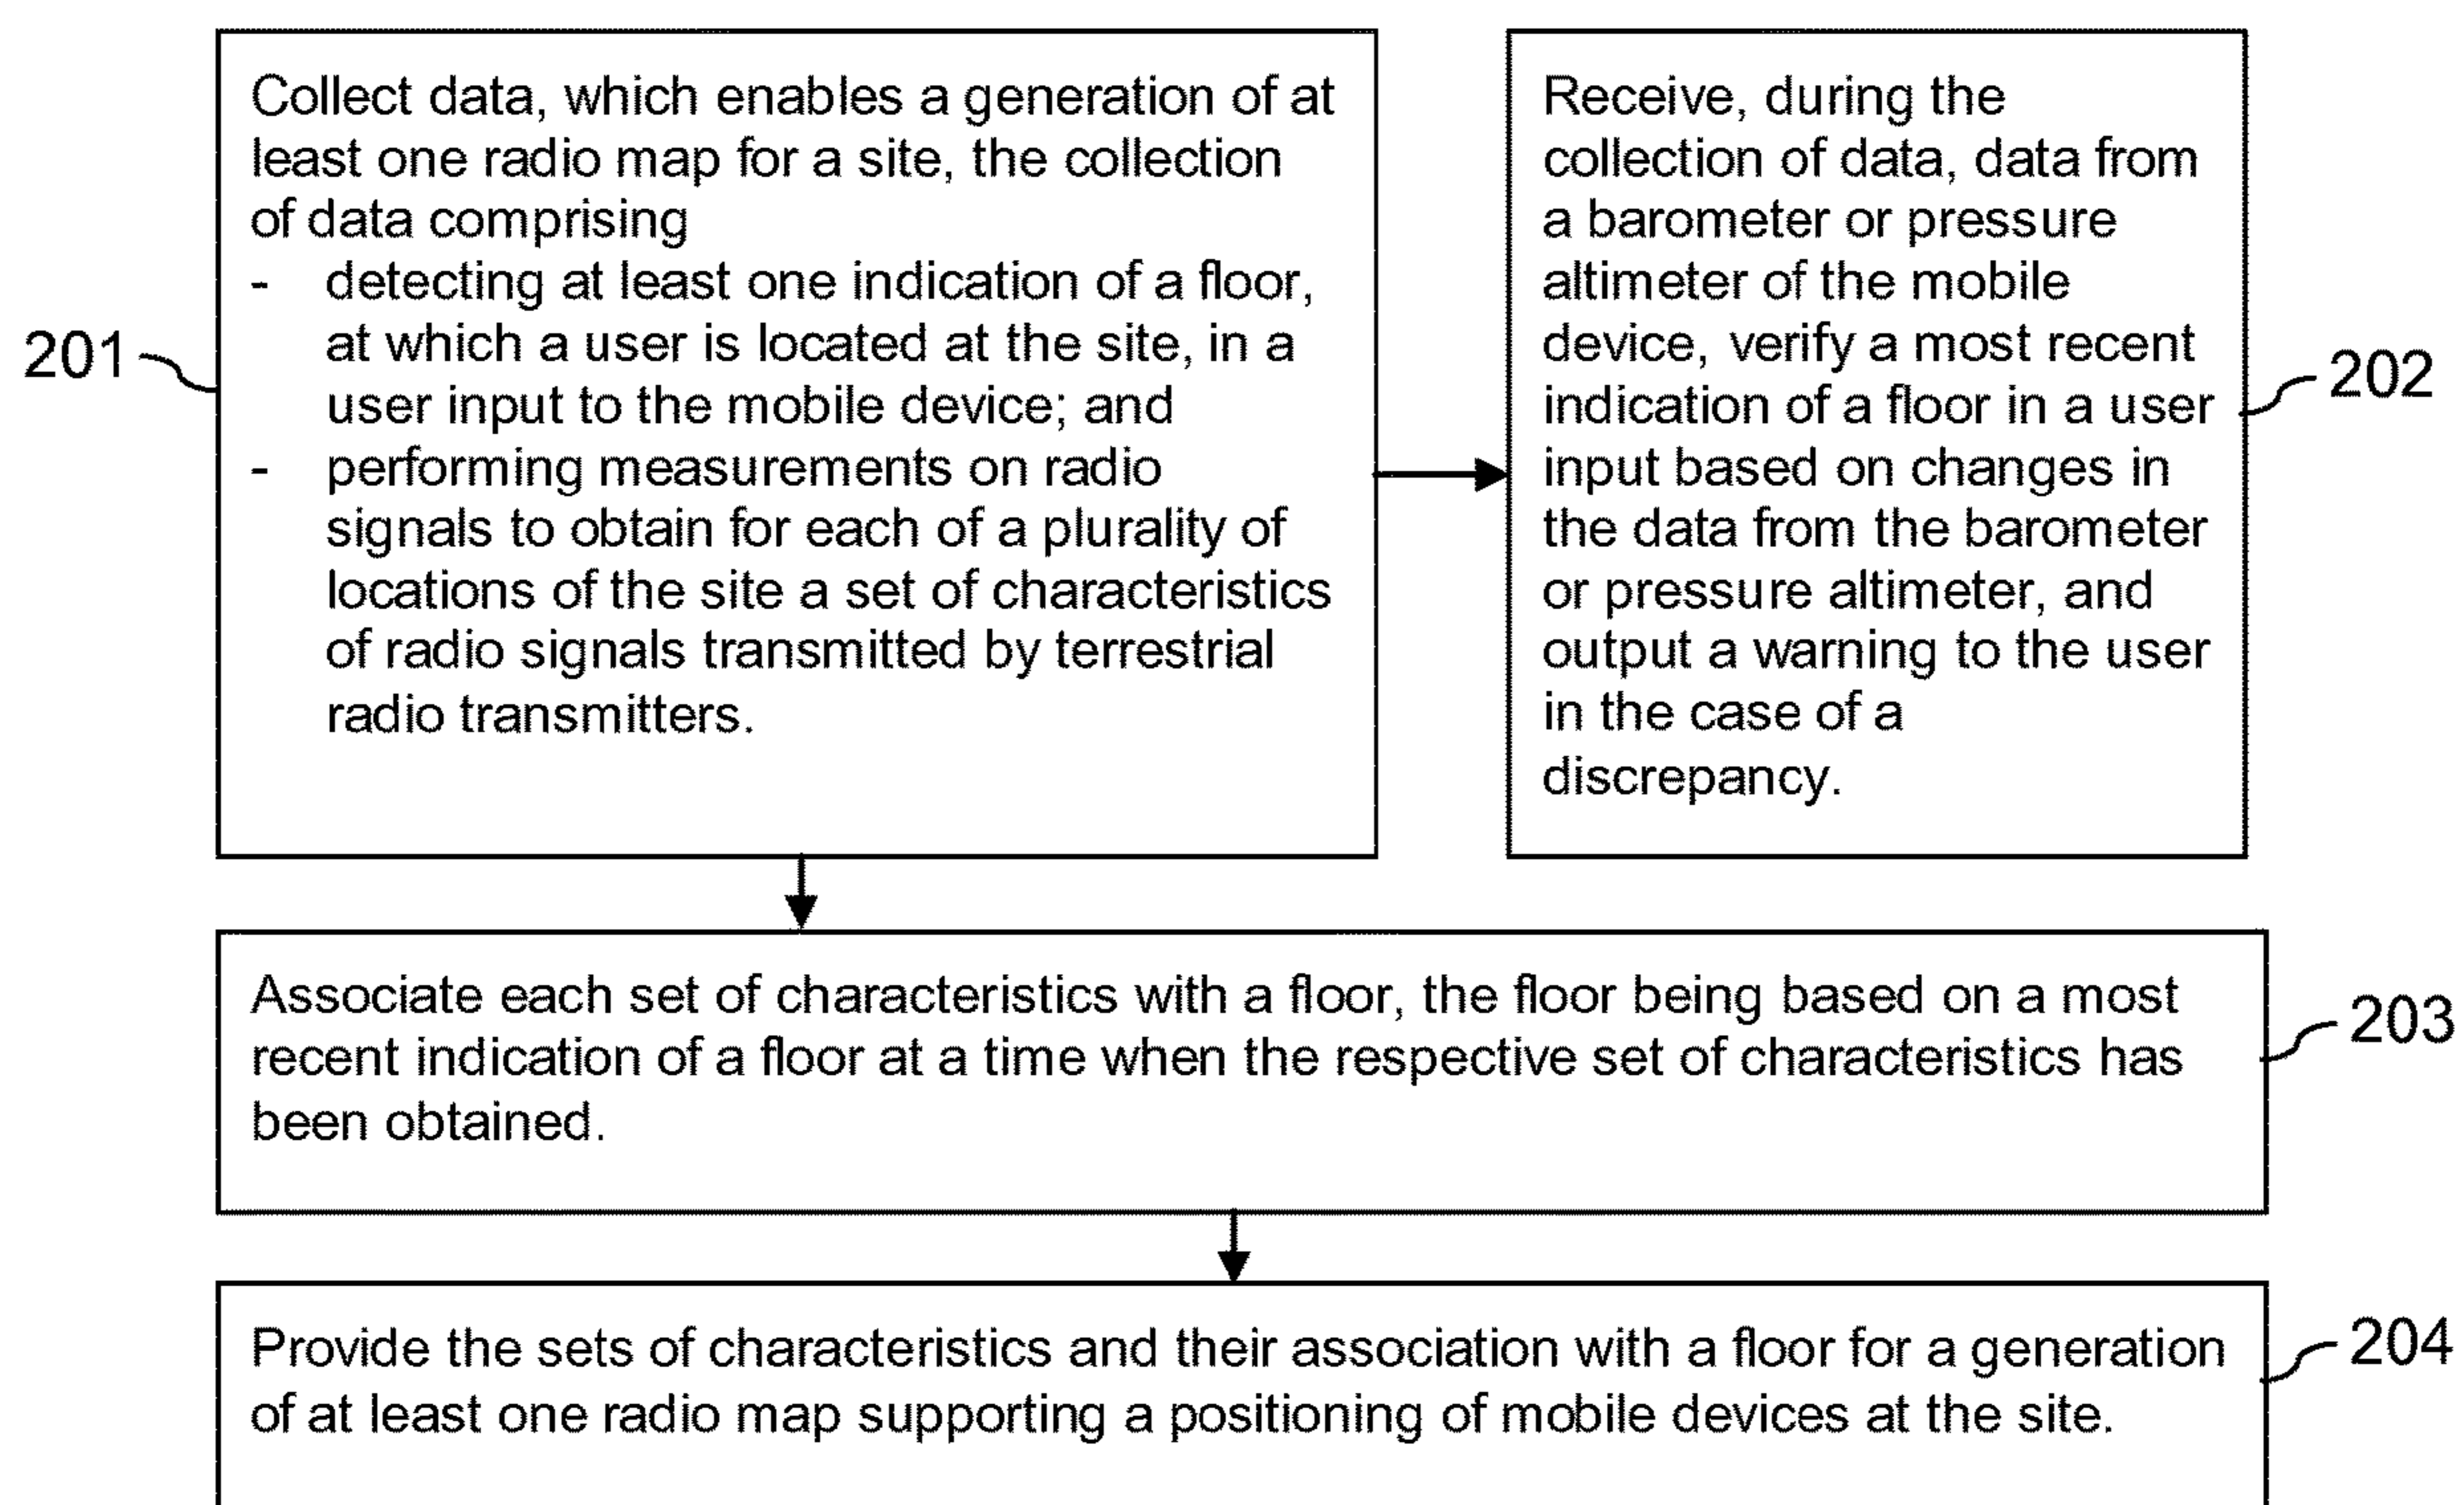 Collect data, which enables a generation of at
least one radio map for a site, the collection
of data comprising
- detecting at least one indication of a floor,
at which a user is located at the site, in a
user input to the mobile device; and
- performing measurements on radio
signals to obtain for each of a plurality of
locations of the site a set of characteristics
of radio signals transmitted by terrestrial
radio transmitters.
201
Receive, during the
collection of data, data from
a barometer or pressure
altimeter of the mobile
device, verify a most recent
indication of a floor in a user
input based on changes in
the data from the barometer
or pressure altimeter, and
output a warning to the user
in the case of a
discrepancy.
202
Associate each set of characteristics with a floor, the floor being based on a most
recent indication of a floor at a time when the respective set of characteristics has
been obtained.
203
Provide the sets of characteristics and their association with a floor for a generation
of at least one radio map supporting a positioning of mobile devices at the site.
204